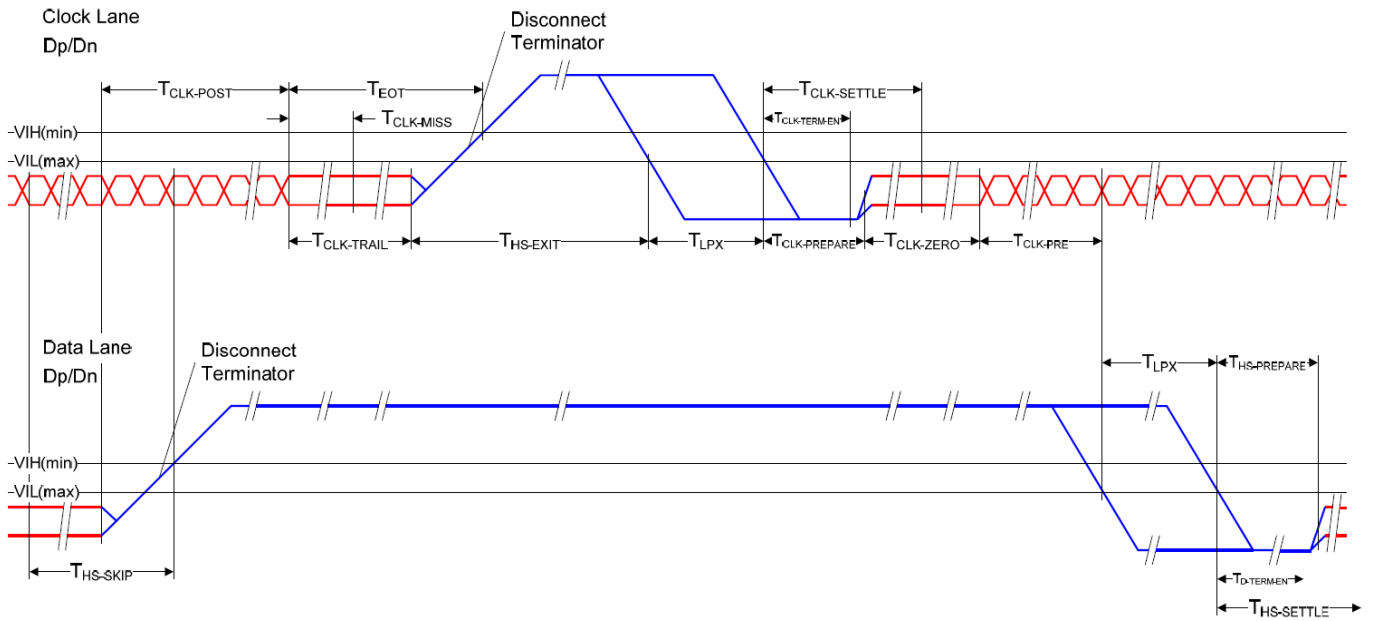 Clock Lane
Dp/Dn
Disconnect
Terminator
TCLK-POST
TEOT
TCLK-SETTLE
TCLK-MISS
TCLK-TERM-EN
VIH(min)
VIL(max)
TCLK-TRAIL
THS-EXIT
TLPX
TCLK-PREPARE
TCLK-ZERO
TCLK-PRE
Data Lane
Dp/Dn
Disconnect
Terminator
TLPX
THS-PREPARE
VIH(min)
VIL(max)
THS-SKIP
TD-TERM-EN
THS-SETTLE